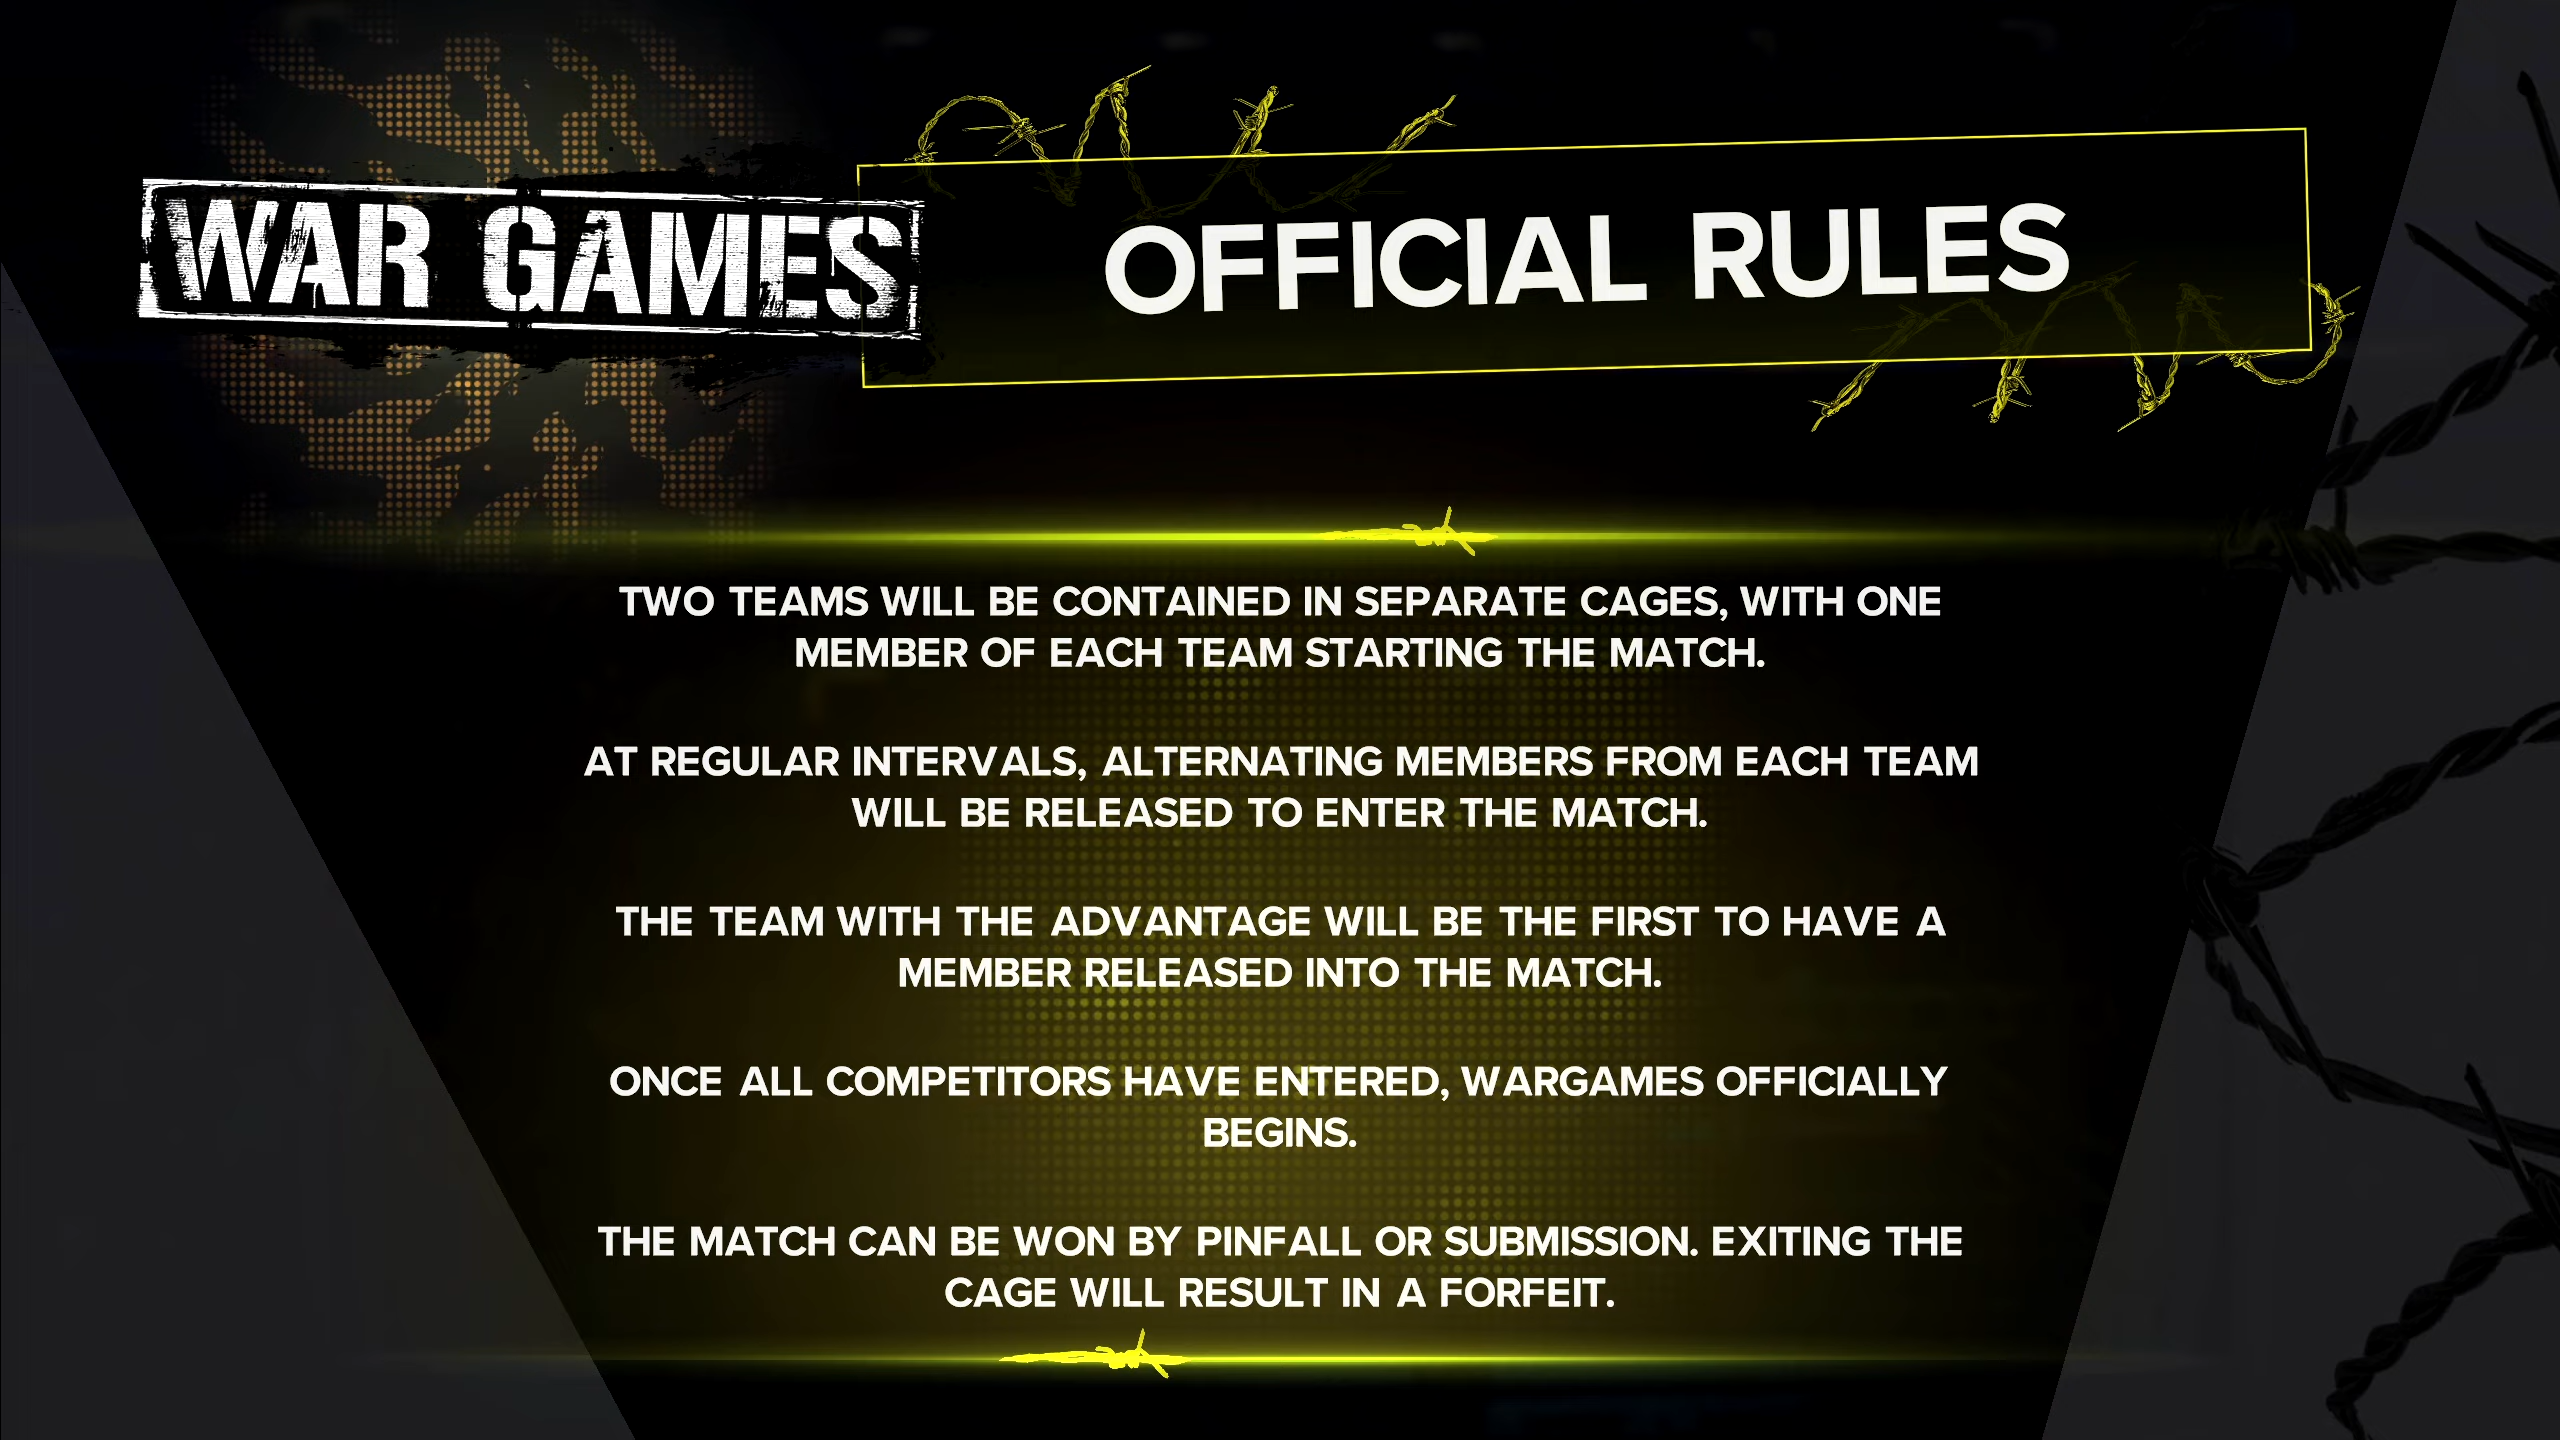 WAR GAMES
OFFICIAL RULES
TWO TEAMS WILL BE CONTAINED IN SEPARATE CAGES, WITH ONE
MEMBER OF EACH TEAM STARTING THE MATCH.
AT REGULAR INTERVALS, ALTERNATING MEMBERS FROM EACH TEAM
WILL BE RELEASED TO ENTER THE MATCH.
THE TEAM WITH THE ADVANTAGE WILL BE THE FIRST TO HAVE A
MEMBER RELEASED INTO THE MATCH.
ONCE ALL COMPETITORS HAVE ENTERED, WARGAMES OFFICIALLY
BEGINS.
THE MATCH CAN BE WON BY PINFALL OR SUBMISSION. EXITING THE
CAGE WILL RESULT IN A FORFEIT.